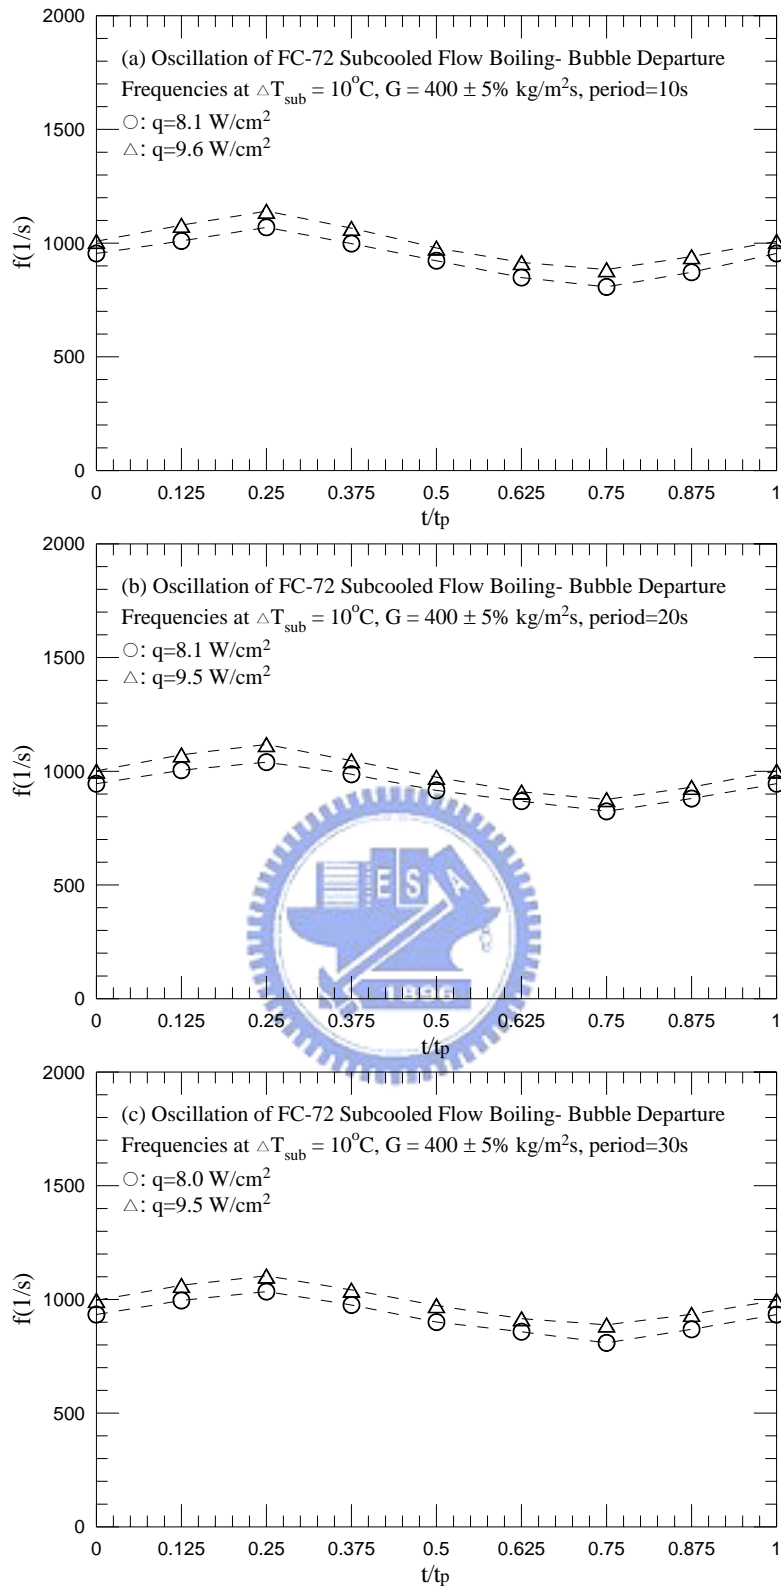 2000
(a) Oscillation of FC-72 Subcooled Flow Boiling- Bubble Departure
Frequencies at △Tsub = 10°C, G = 400 ± 5% kg/m²s, period=10s
○: q=8.1 W/cm²
△: q=9.6 W/cm²
1500
1000
500
0
f(1/s)
0 0.125 0.25 0.375 0.5 0.625 0.75 0.875 1
t/tp
2000
(b) Oscillation of FC-72 Subcooled Flow Boiling- Bubble Departure
Frequencies at △Tsub = 10°C, G = 400 ± 5% kg/m²s, period=20s
○: q=8.1 W/cm²
△: q=9.5 W/cm²
1500
1000
500
0
f(1/s)
E S A
1896
0 0.125 0.25 0.375 0.5 0.625 0.75 0.875 1
t/tp
2000
(c) Oscillation of FC-72 Subcooled Flow Boiling- Bubble Departure
Frequencies at △Tsub = 10°C, G = 400 ± 5% kg/m²s, period=30s
○: q=8.0 W/cm²
△: q=9.5 W/cm²
1500
1000
500
0
f(1/s)
0 0.125 0.25 0.375 0.5 0.625 0.75 0.875 1
t/tp